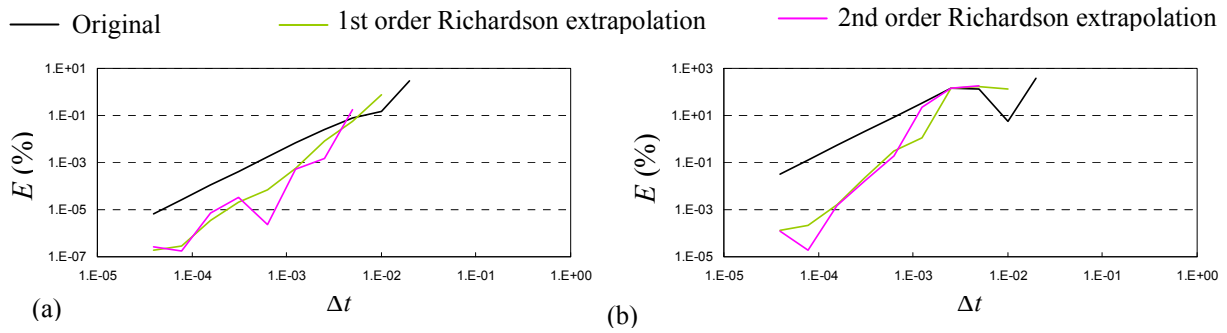 Original
1st order Richardson extrapolation
2nd order Richardson extrapolation
1.E+01
1.E-01
1.E-03
1.E-05
1.E-07
E (%)
1.E-05 1.E-04 1.E-03 1.E-02 1.E-01 1.E+00
Δt
(a)
1.E+03
1.E+01
1.E-01
1.E-03
1.E-05
E (%)
1.E-05 1.E-04 1.E-03 1.E-02 1.E-01 1.E+00
Δt
(b)